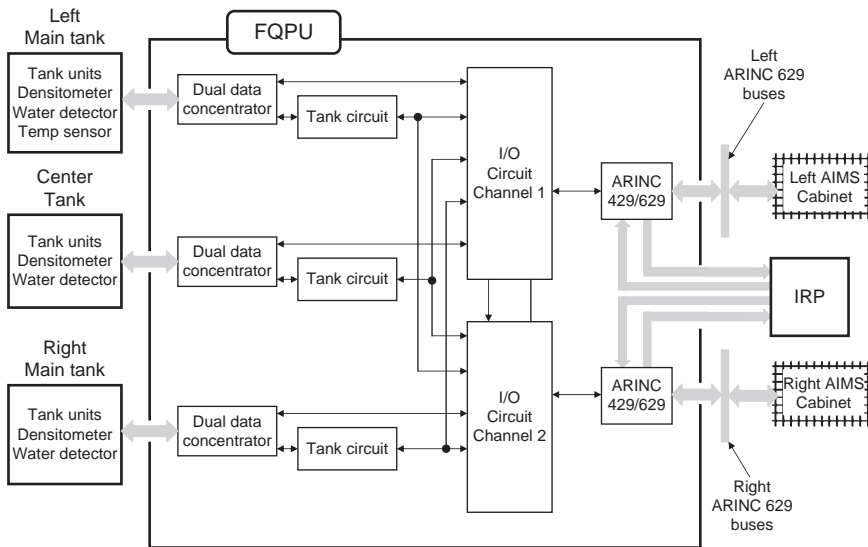 FQPU
Left
Main tank
Tank units
Densitometer
Water detector
Temp sensor
Center
Tank
Tank units
Densitometer
Water detector
Right
Main tank
Tank units
Densitometer
Water detector
Dual data
concentrator
Tank circuit
Dual data
concentrator
Tank circuit
Dual data
concentrator
Tank circuit
I/O
Circuit
Channel 1
I/O
Circuit
Channel 2
ARINC
429/629
ARINC
429/629
Left
ARINC 629
buses
Left AIMS
Cabinet
IRP
Right AIMS
Cabinet
Right
ARINC 629
buses